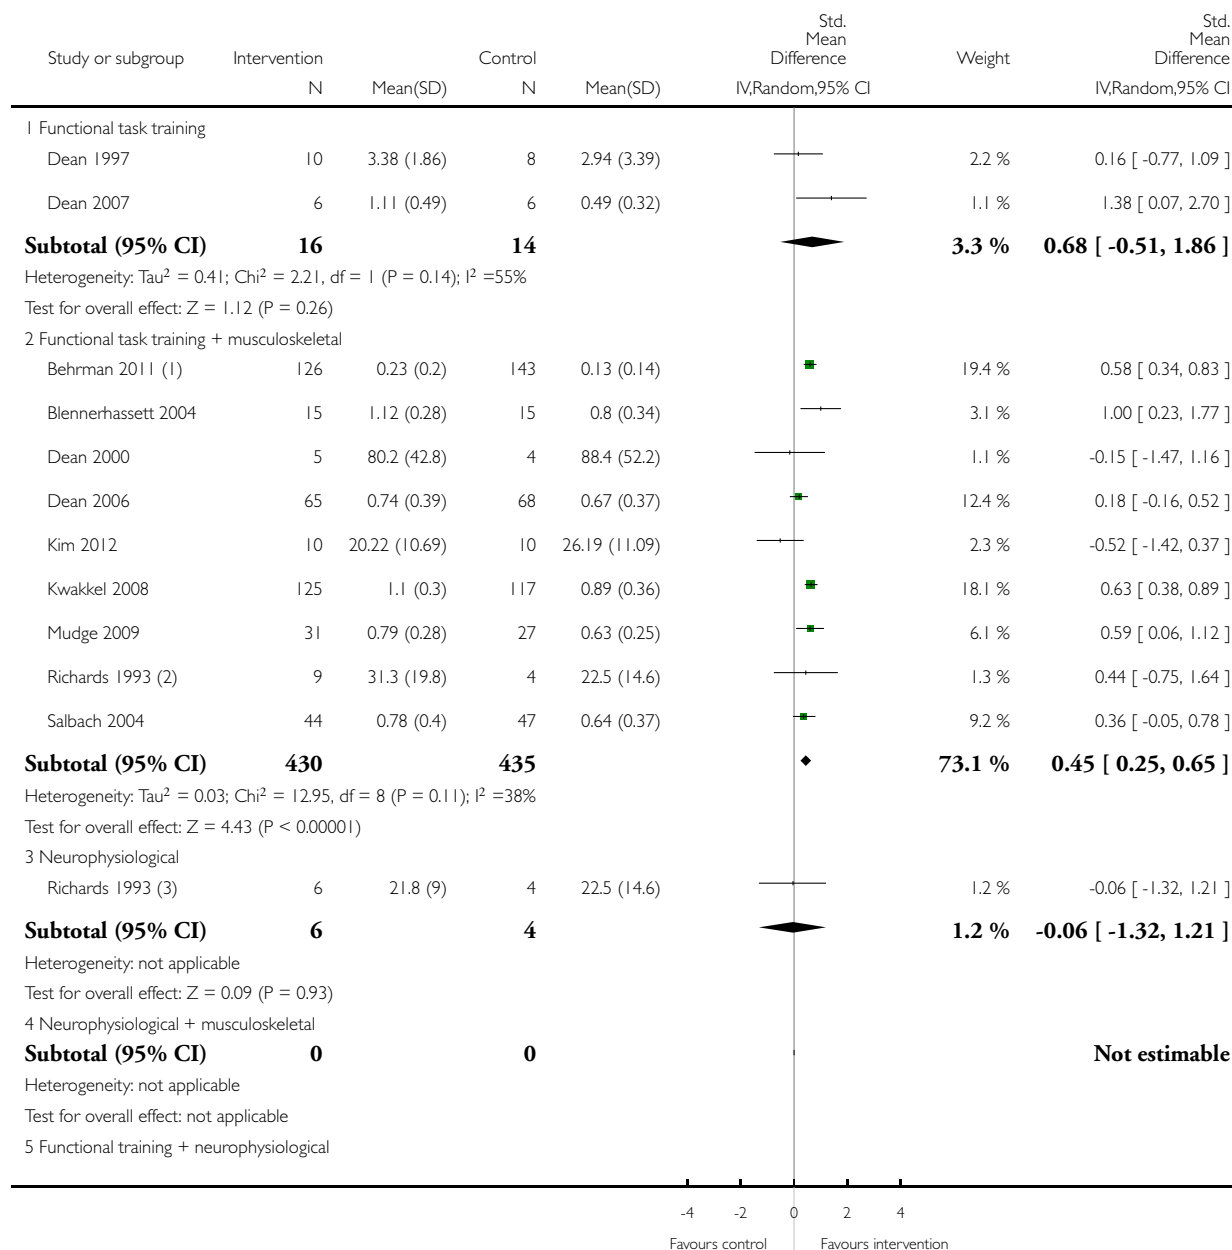 Study or subgroup Intervention Control Std. Mean Difference Weight Std. Mean Difference
N Mean(SD) N Mean(SD) IV,Random,95% CI IV,Random,95% CI
1 Functional task training
Dean 1997 10 3.38 (1.86) 8 2.94 (3.39) 2.2 % 0.16 [ -0.77, 1.09 ]
Dean 2007 6 1.11 (0.49) 6 0.49 (0.32) 1.1 % 1.38 [ 0.07, 2.70 ]
Subtotal (95% CI) 16 14 3.3 % 0.68 [ -0.51, 1.86 ]
Heterogeneity: Tau² = 0.41; Chi² = 2.21, df = 1 (P = 0.14); I² =55%
Test for overall effect: Z = 1.12 (P = 0.26)
2 Functional task training + musculoskeletal
Behrman 2011 (1) 126 0.23 (0.2) 143 0.13 (0.14) 19.4 % 0.58 [ 0.34, 0.83 ]
Blennerhassett 2004 15 1.12 (0.28) 15 0.8 (0.34) 3.1 % 1.00 [ 0.23, 1.77 ]
Dean 2000 5 80.2 (42.8) 4 88.4 (52.2) 1.1 % -0.15 [ -1.47, 1.16 ]
Dean 2006 65 0.74 (0.39) 68 0.67 (0.37) 12.4 % 0.18 [ -0.16, 0.52 ]
Kim 2012 10 20.22 (10.69) 10 26.19 (11.09) 2.3 % -0.52 [ -1.42, 0.37 ]
Kwakkel 2008 125 1.1 (0.3) 117 0.89 (0.36) 18.1 % 0.63 [ 0.38, 0.89 ]
Mudge 2009 31 0.79 (0.28) 27 0.63 (0.25) 6.1 % 0.59 [ 0.06, 1.12 ]
Richards 1993 (2) 9 31.3 (19.8) 4 22.5 (14.6) 1.3 % 0.44 [ -0.75, 1.64 ]
Salbach 2004 44 0.78 (0.4) 47 0.64 (0.37) 9.2 % 0.36 [ -0.05, 0.78 ]
Subtotal (95% CI) 430 435 73.1 % 0.45 [ 0.25, 0.65 ]
Heterogeneity: Tau² = 0.03; Chi² = 12.95, df = 8 (P = 0.11); I² =38%
Test for overall effect: Z = 4.43 (P < 0.00001)
3 Neurophysiological
Richards 1993 (3) 6 21.8 (9) 4 22.5 (14.6) 1.2 % -0.06 [ -1.32, 1.21 ]
Subtotal (95% CI) 6 4 1.2 % -0.06 [ -1.32, 1.21 ]
Heterogeneity: not applicable
Test for overall effect: Z = 0.09 (P = 0.93)
4 Neurophysiological + musculoskeletal
Subtotal (95% CI) 0 0 Not estimable
Heterogeneity: not applicable
Test for overall effect: not applicable
5 Functional training + neurophysiological
-4 -2 0 2 4
Favours control Favours intervention